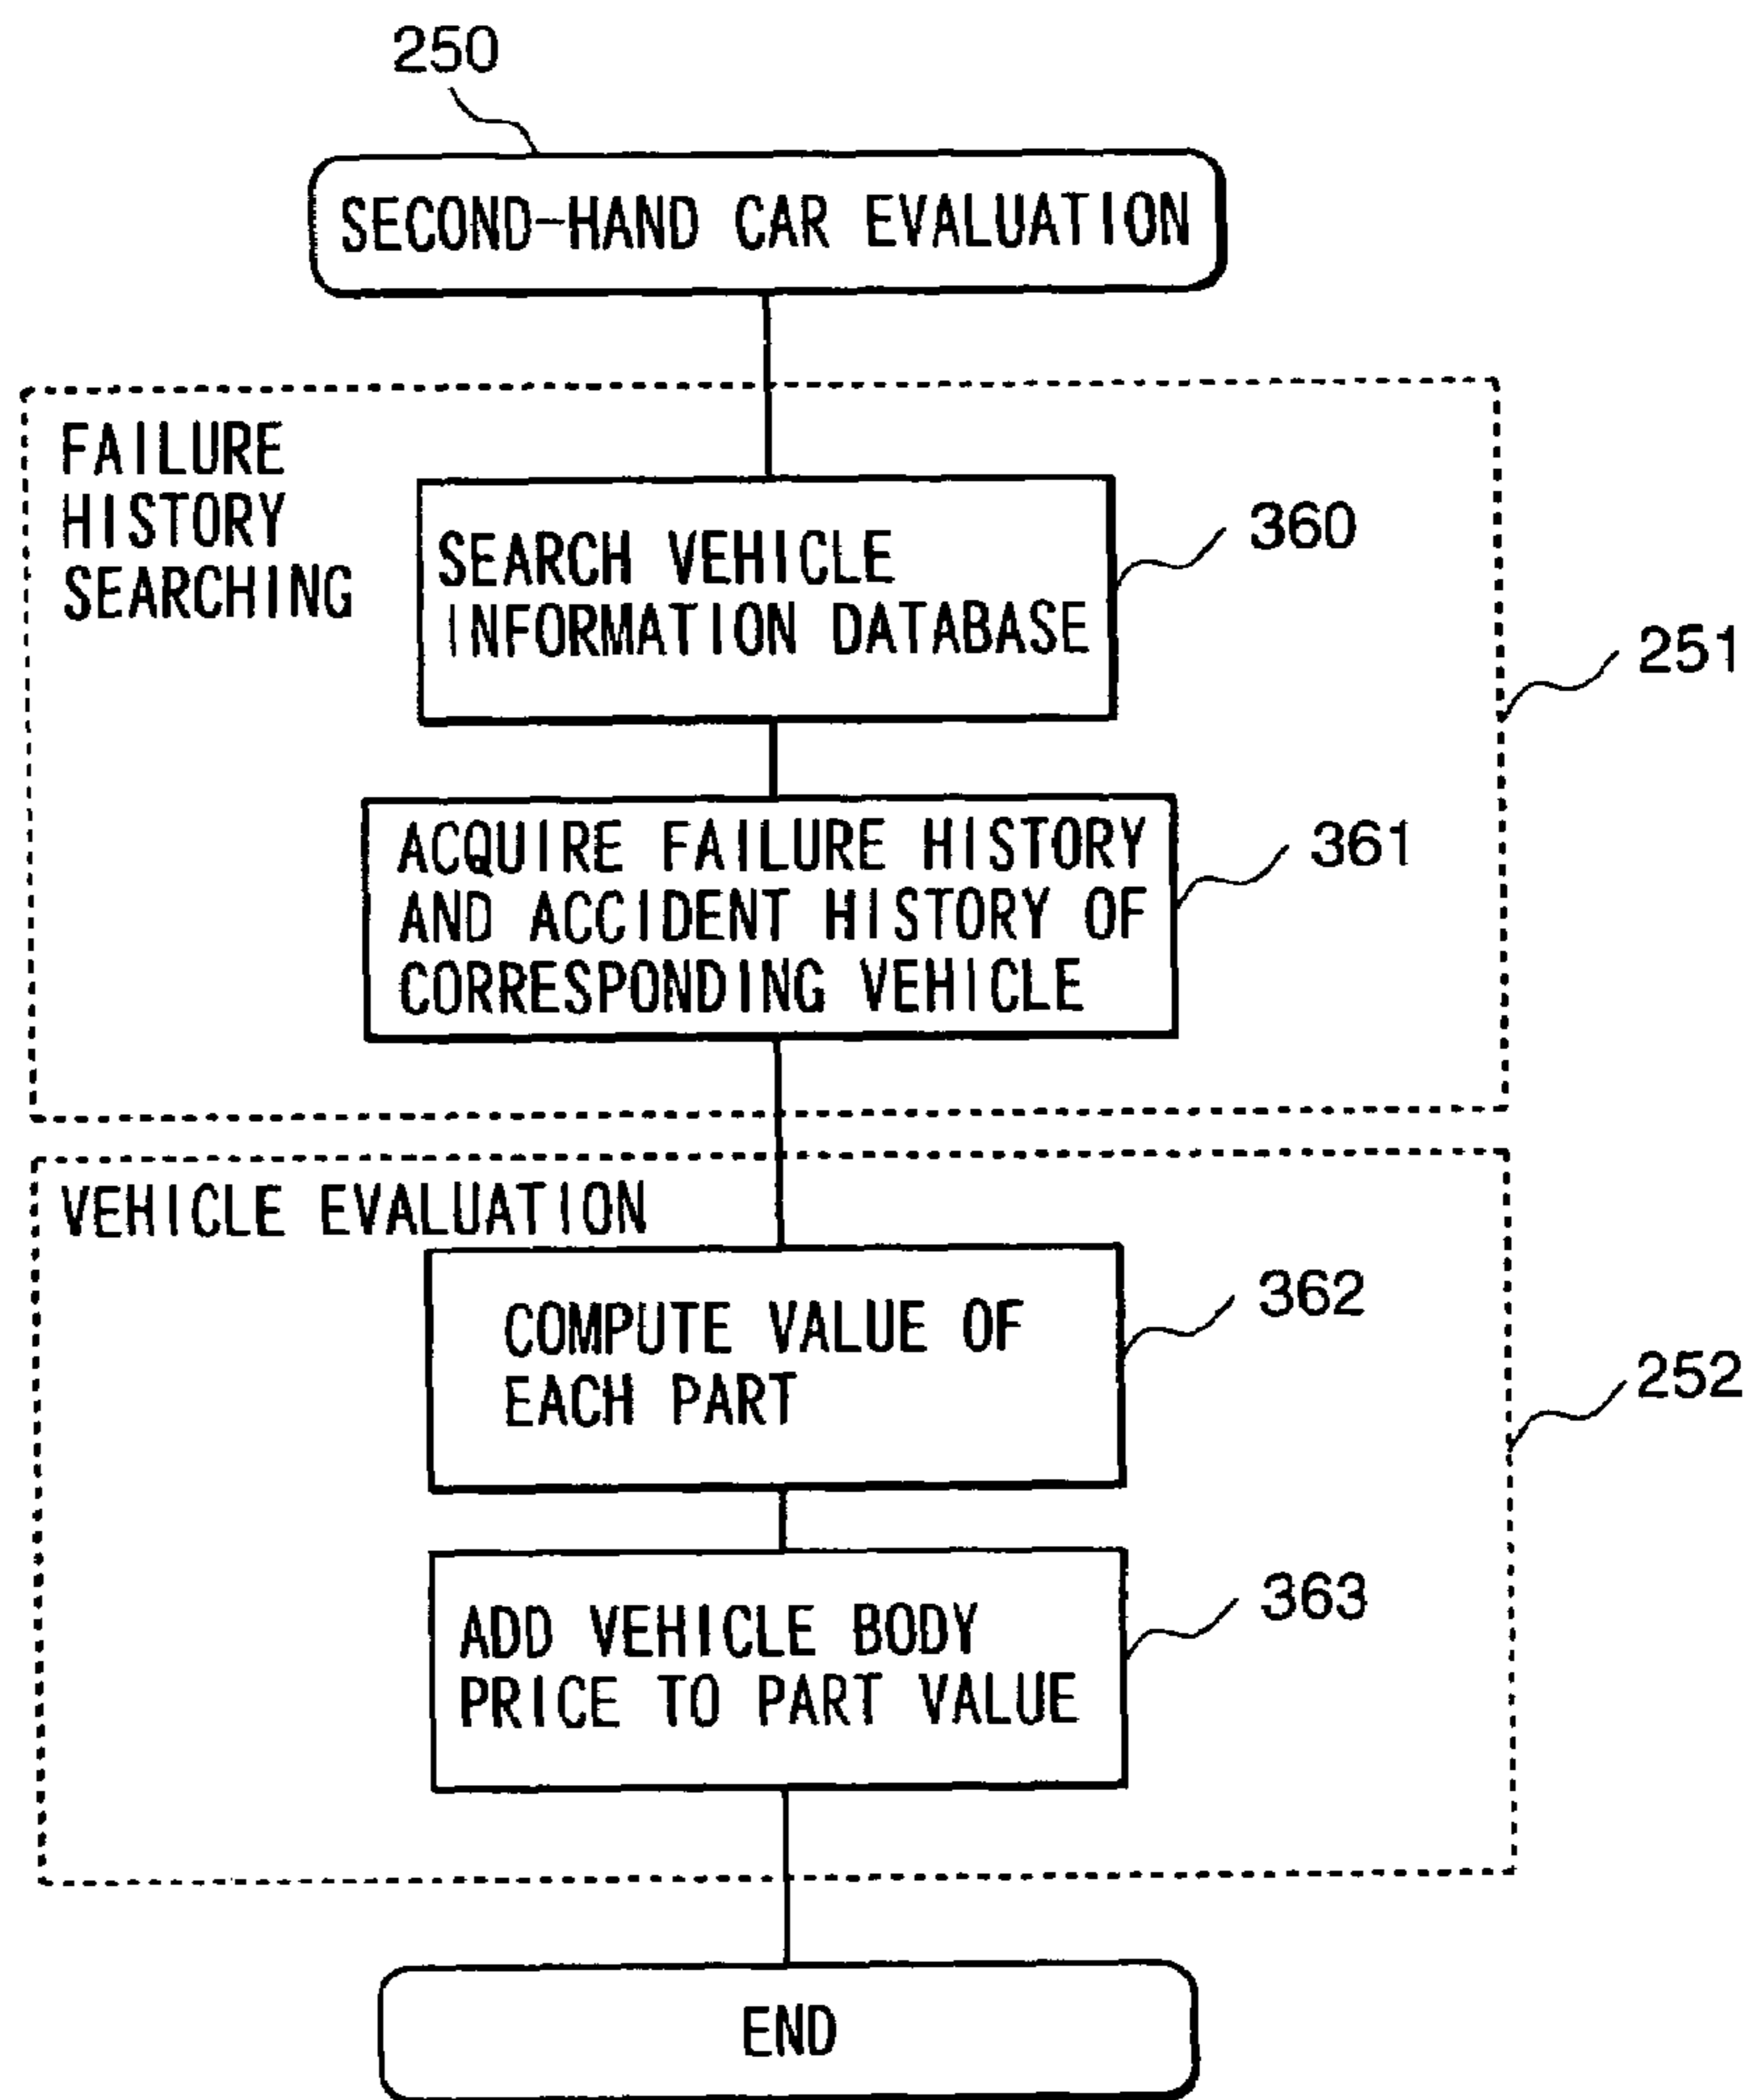 250
SECOND-HAND CAR EVALUATION
FAILURE
HISTORY
SEARCHING
SEARCH VEHICLE
INFORMATION DATABASE
360
251
ACQUIRE FAILURE HISTORY
AND ACCIDENT HISTORY OF
CORRESPONDING VEHICLE
361
VEHICLE EVALUATION
COMPUTE VALUE OF
EACH PART
362
252
ADD VEHICLE BODY
PRICE TO PART VALUE
363
END